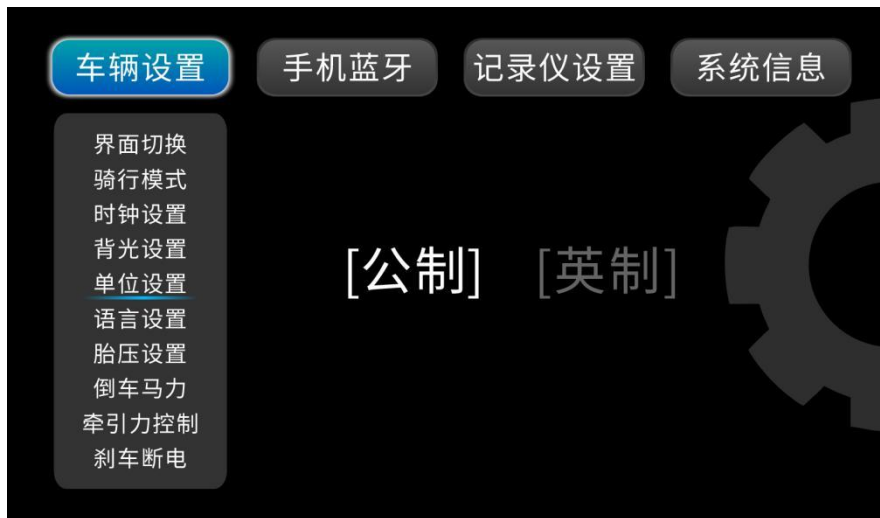 车辆设置 手机蓝牙 记录仪设置 系统信息
界面切换
骑行模式
时钟设置
背光设置
单位设置
语言设置
胎压设置
倒车马力
牵引力控制
刹车断电
[公制] [英制]